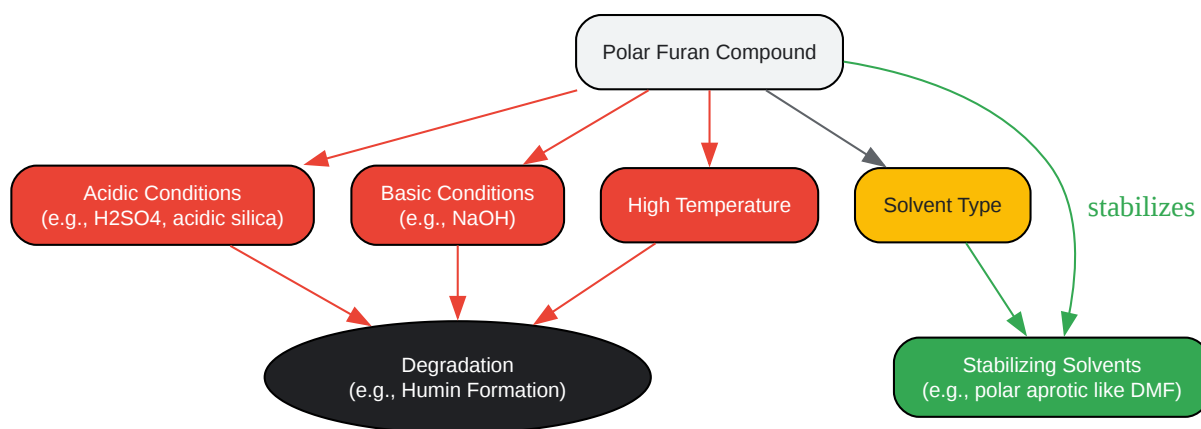 Polar Furan Compound
Acidic Conditions
(e.g., H2SO4, acidic silica)
Basic Conditions
(e.g., NaOH)
High Temperature
Solvent Type
stabilizes
Degradation
(e.g., Humin Formation)
Stabilizing Solvents
(e.g., polar aprotic like DMF)